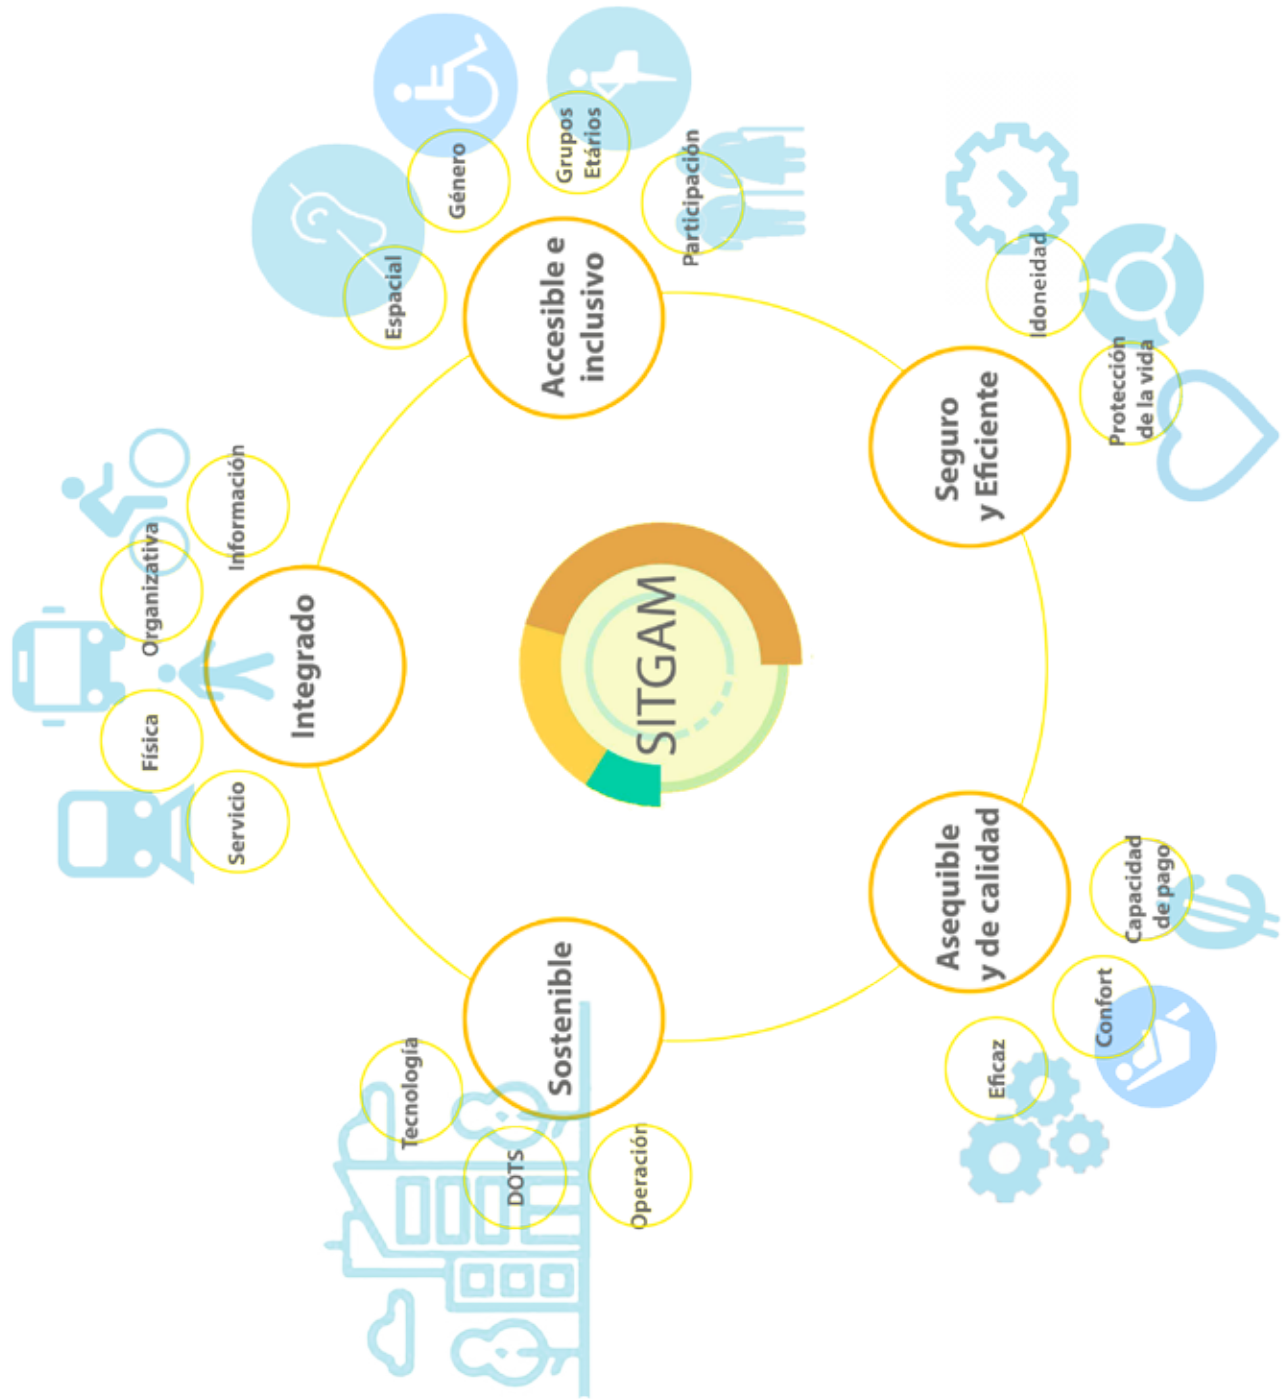 Física
Organizativa
Servicio
Información
Integrado
Espacial
Género
Grupos
Etários
Participación
Accesible e
inclusivo
Idoneidad
Protección
de la vida
Seguro
y Eficiente
Capacidad
de pago
Confort
Eficaz
Asequible
y de calidad
Operación
DOTS
Tecnología
Sostenible
SITGAM